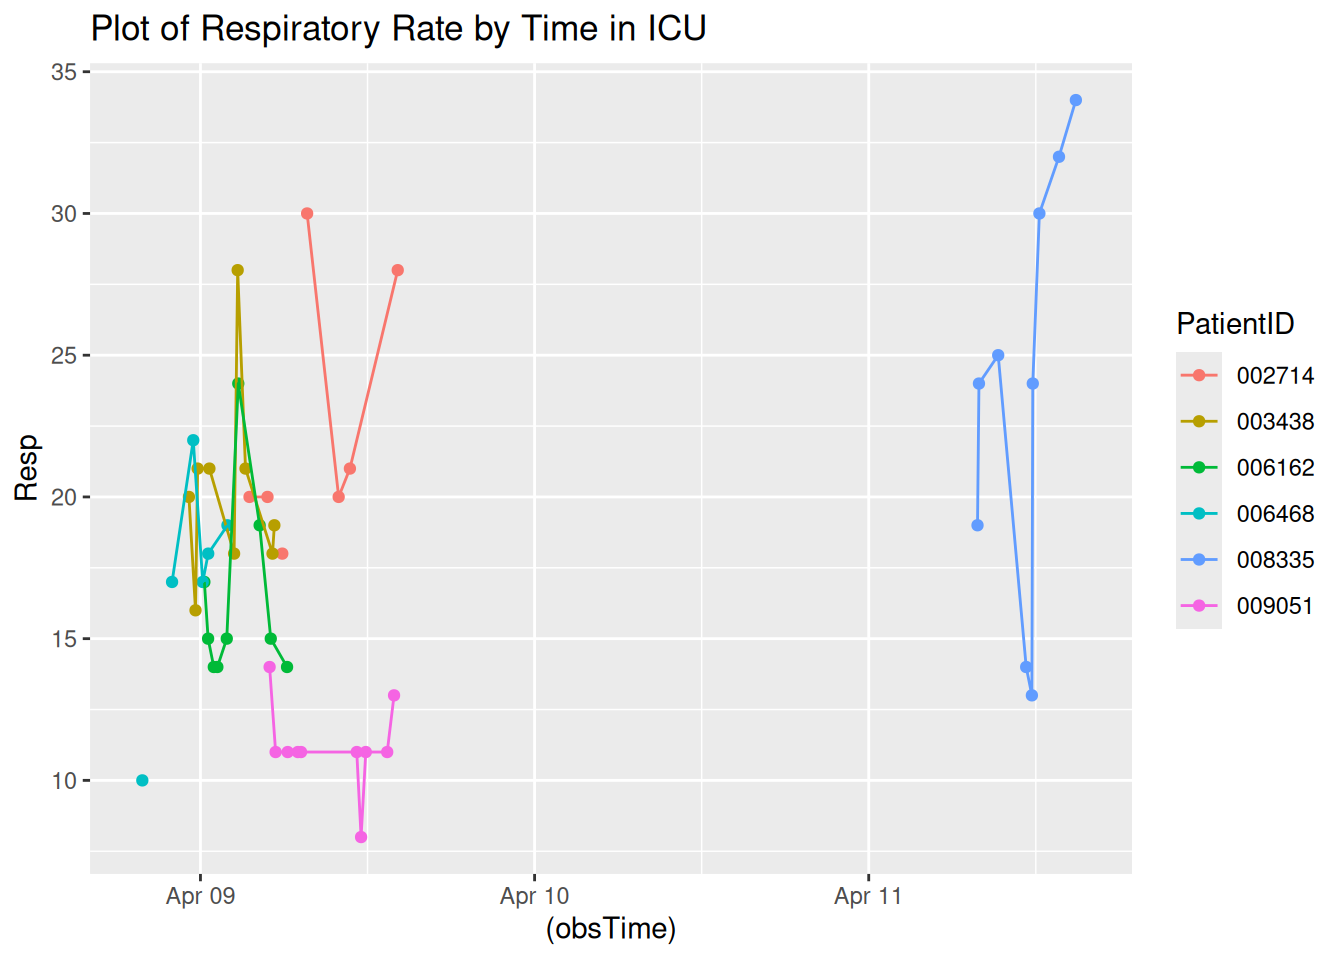 Plot of Respiratory Rate by Time in ICU
35
30
25
20
15
10
Resp
Apr 09
Apr 10
Apr 11
(obsTime)
PatientID
002714
003438
006162
006468
008335
009051